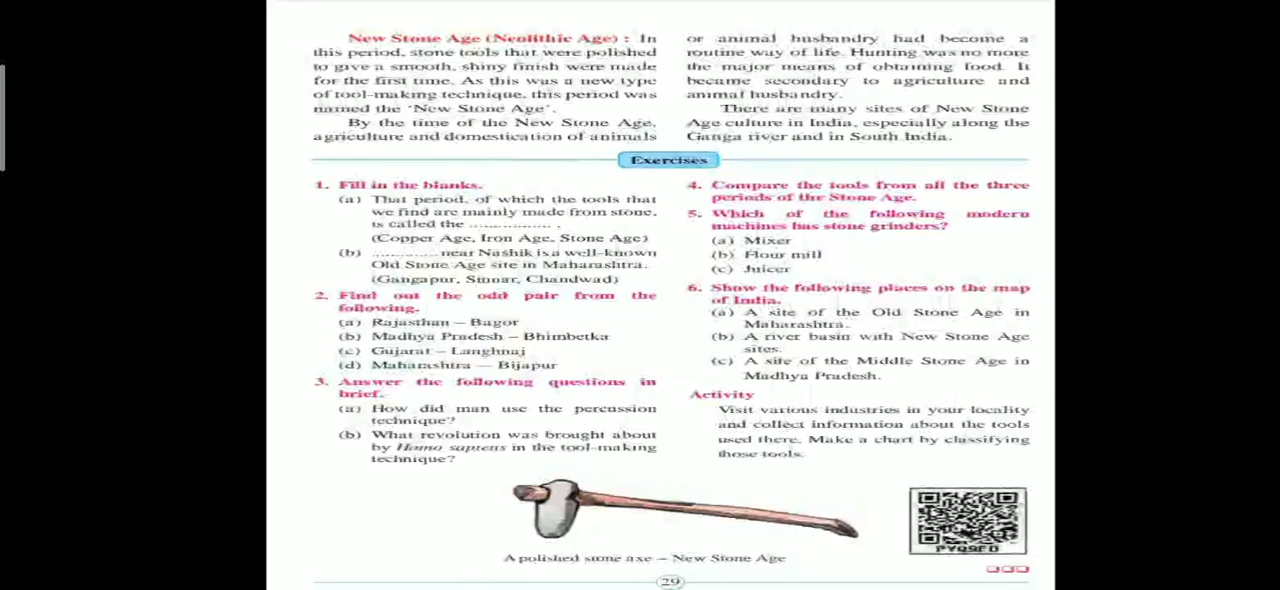 New Stone Age (Neolithic Age) : In
this period, stone tools that were polished
to give a smooth, shiny finish were made
for the first time. As this was a new type
of tool-making technique, this period was
named the 'New Stone Age'.
By the time of the New Stone Age,
agriculture and domestication of animals
or animal husbandry had become a
routine way of life. Hunting was no more
the major means of obtaining food. It
became secondary to agriculture and
animal husbandry.
There are many sites of New Stone
Age culture in India, especially along the
Ganga river and in South India.
Exercises
1. Fill in the blanks.
(a) That period, of which the tools that
we find are mainly made from stone,
is called the ................. .
(Copper Age, Iron Age, Stone Age)
(b) ............. near Nashik is a well-known
Old Stone Age site in Maharashtra.
(Gangapur, Sinnar, Chandwad)
2. Find out the odd pair from the
following.
(a) Rajasthan – Bagor
(b) Madhya Pradesh – Bhimbetka
(c) Gujarat – Langhnaj
(d) Maharashtra – Bijapur
3. Answer the following questions in
brief.
(a) How did man use the percussion
technique?
(b) What revolution was brought about
by Homo sapiens in the tool-making
technique?
4. Compare the tools from all the three
periods of the Stone Age.
5. Which of the following modern
machines has stone grinders?
(a) Mixer
(b) Flour mill
(c) Juicer
6. Show the following places on the map
of India.
(a) A site of the Old Stone Age in
Maharashtra.
(b) A river basin with New Stone Age
sites.
(c) A site of the Middle Stone Age in
Madhya Pradesh.
Activity
Visit various industries in your locality
and collect information about the tools
used there. Make a chart by classifying
those tools.
A polished stone axe – New Stone Age
PYQ9FD
29